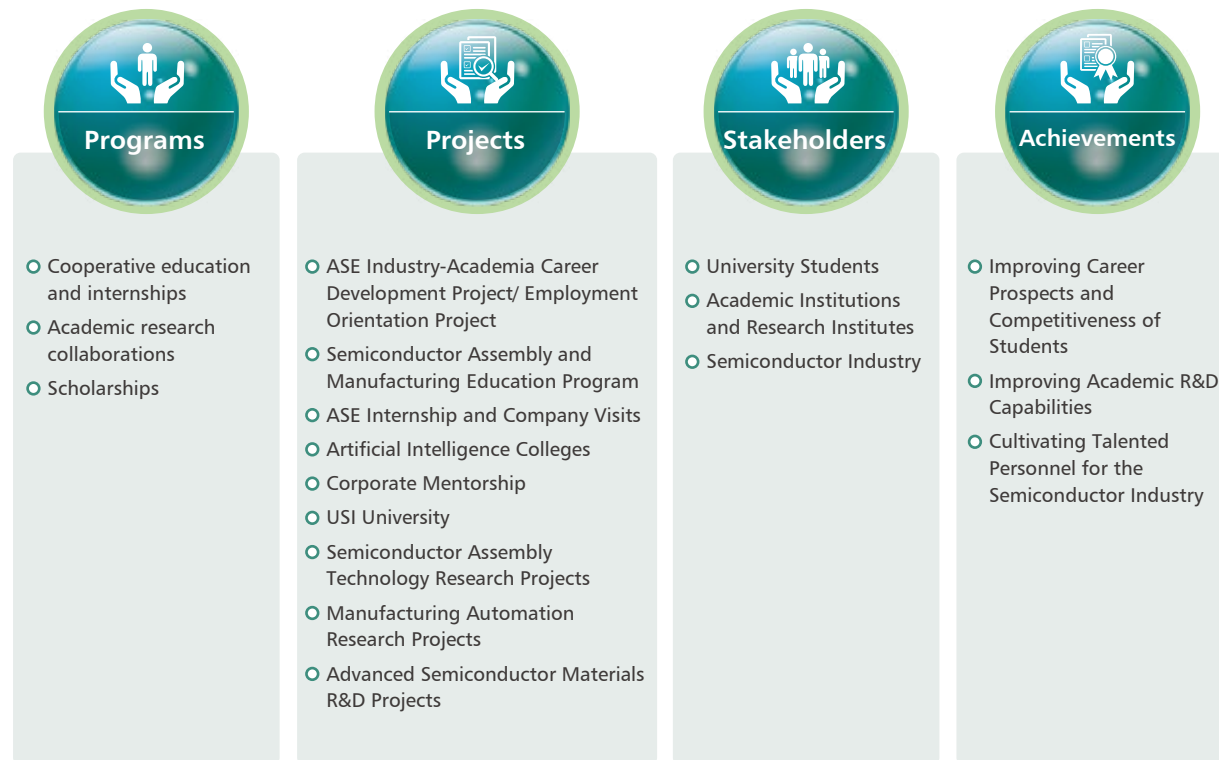 Programs
Cooperative education
and internships
Academic research
collaborations
Scholarships
Projects
ASE Industry-Academia Career
Development Project/ Employment
Orientation Project
Semiconductor Assembly and
Manufacturing Education Program
ASE Internship and Company Visits
Artificial Intelligence Colleges
Corporate Mentorship
USI University
Semiconductor Assembly
Technology Research Projects
Manufacturing Automation
Research Projects
Advanced Semiconductor Materials
R&D Projects
Stakeholders
University Students
Academic Institutions
and Research Institutes
Semiconductor Industry
Achievements
Improving Career
Prospects and
Competitiveness of
Students
Improving Academic R&D
Capabilities
Cultivating Talented
Personnel for the
Semiconductor Industry